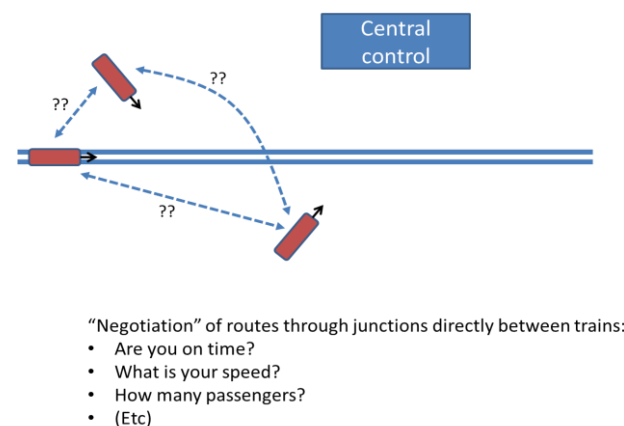 Central
control
??
??
??
“Negotiation” of routes through junctions directly between trains:
• Are you on time?
• What is your speed?
• How many passengers?
• (Etc)